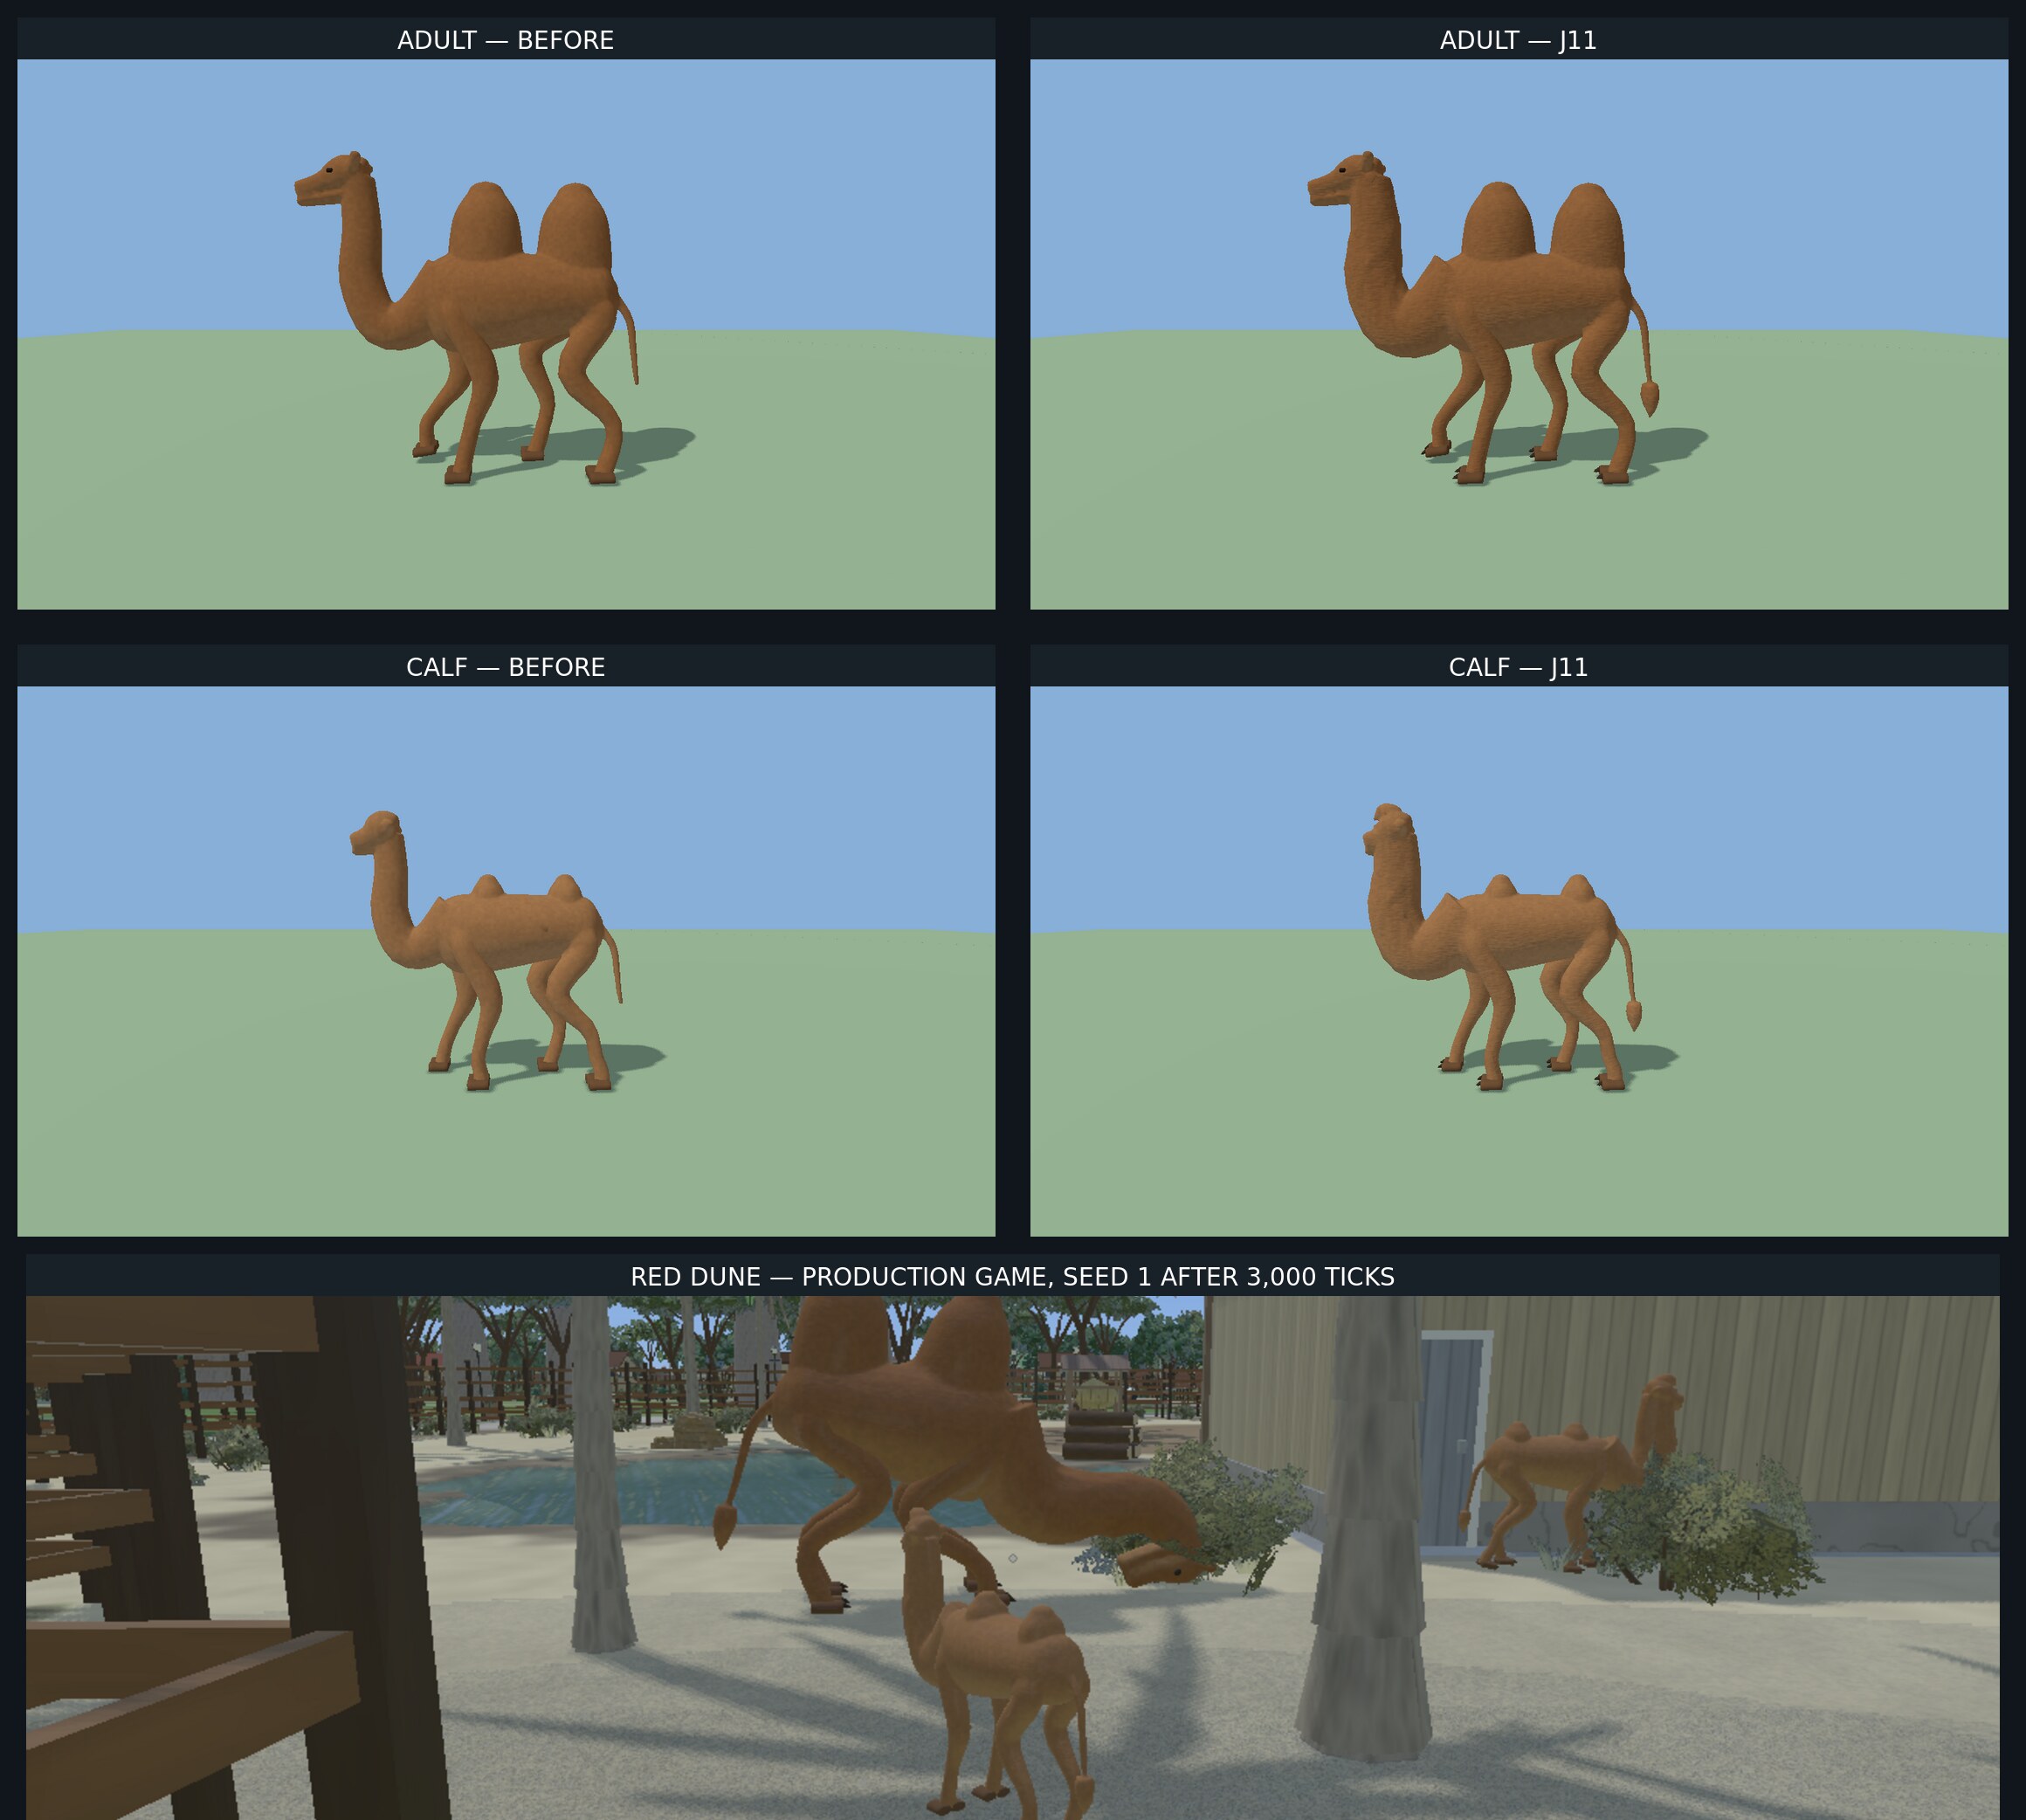 ADULT — BEFORE
ADULT — J11
CALF — BEFORE
CALF — J11
RED DUNE — PRODUCTION GAME, SEED 1 AFTER 3,000 TICKS